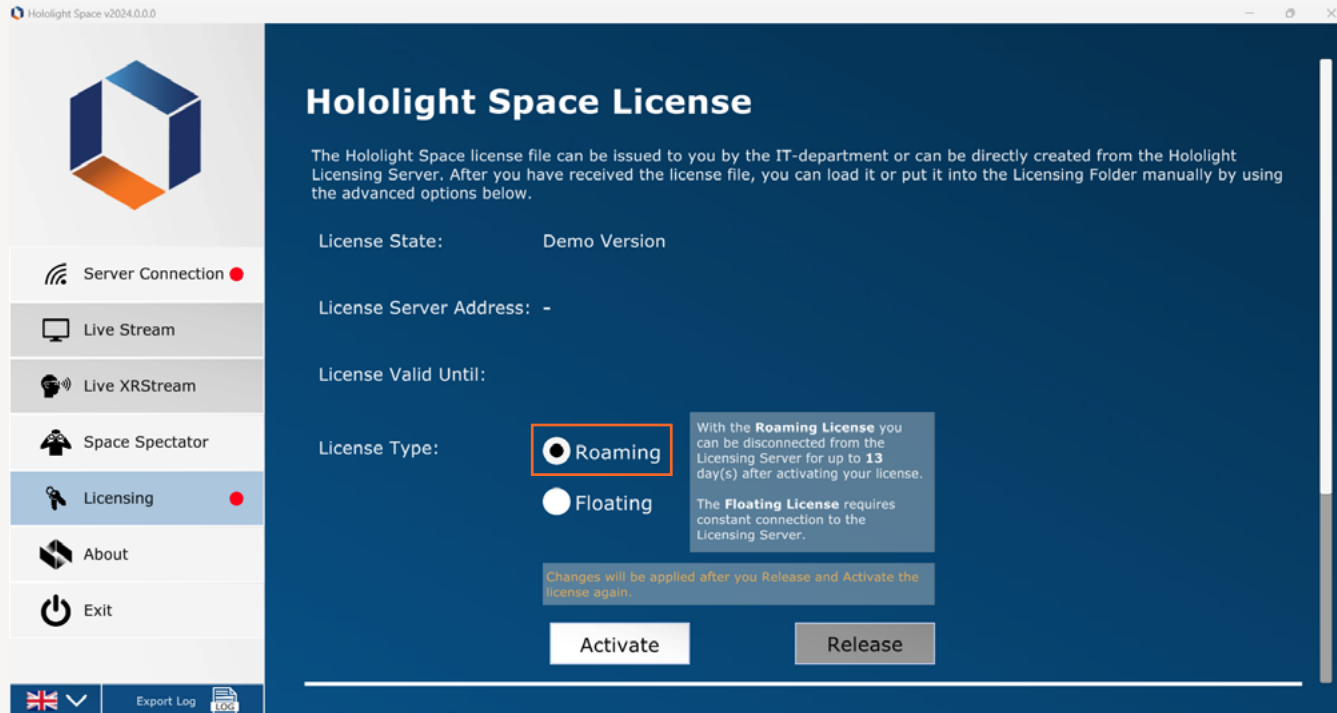 Hololight Space v2024.0.0.0
Hololight Space License
The Hololight Space license file can be issued to you by the IT-department or can be directly created from the Hololight
Licensing Server. After you have received the license file, you can load it or put it into the Licensing Folder manually by using
the advanced options below.
License State: Demo Version
License Server Address: -
License Valid Until:
License Type:
Roaming
Floating
With the Roaming License you
can be disconnected from the
Licensing Server for up to 13
day(s) after activating your license.
The Floating License requires
constant connection to the
Licensing Server.
Changes will be applied after you Release and Activate the
license again.
Activate
Release
Server Connection
Live Stream
Live XRStream
Space Spectator
Licensing
About
Exit
Export Log
LOG